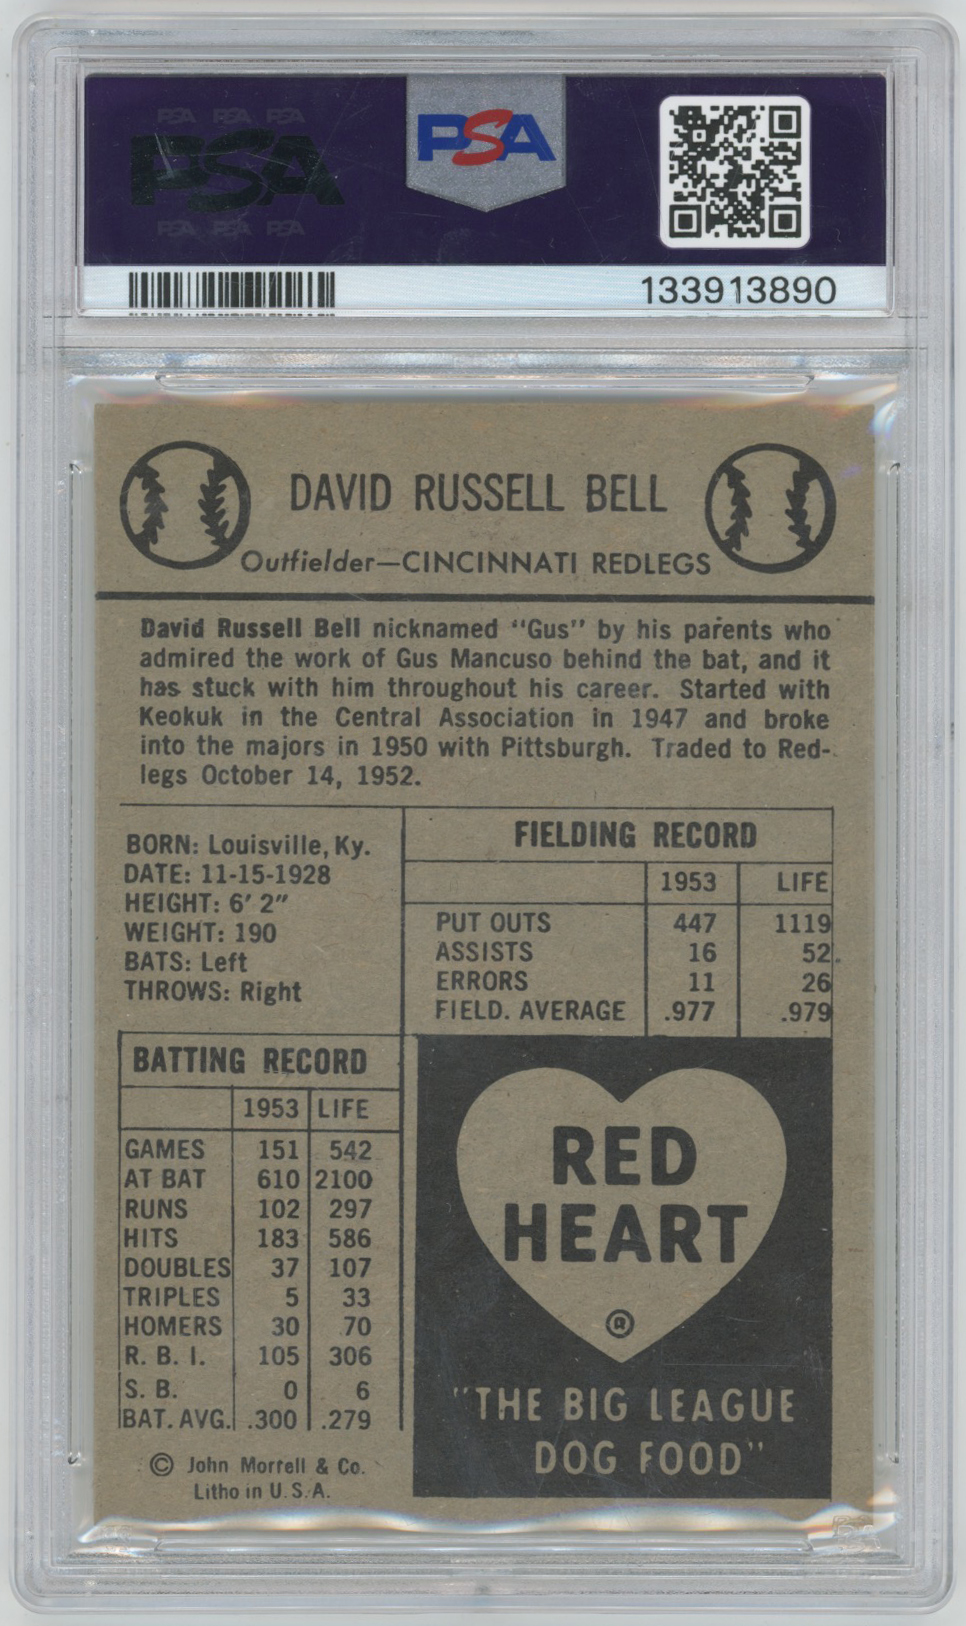 PSA PSA PSA
PSA
PSA PSA PSA
PSA
133913890
DAVID RUSSELL BELL
Outfielder—CINCINNATI REDLEGS
David Russell Bell nicknamed "Gus" by his parents who
admired the work of Gus Mancuso behind the bat, and it
has stuck with him throughout his career. Started with
Keokuk in the Central Association in 1947 and broke
into the majors in 1950 with Pittsburgh. Traded to Red-
legs October 14, 1952.
BORN: Louisville, Ky.
DATE: 11-15-1928
HEIGHT: 6' 2"
WEIGHT: 190
BATS: Left
THROWS: Right
FIELDING RECORD
1953 LIFE
PUT OUTS 447 1119
ASSISTS 16 52
ERRORS 11 26
FIELD. AVERAGE .977 .979
BATTING RECORD
1953 LIFE
GAMES 151 542
AT BAT 610 2100
RUNS 102 297
HITS 183 586
DOUBLES 37 107
TRIPLES 5 33
HOMERS 30 70
R. B. I. 105 306
S. B. 0 6
BAT. AVG. .300 .279
© John Morrell & Co.
Litho in U.S.A.
RED
HEART
®
"THE BIG LEAGUE
DOG FOOD"